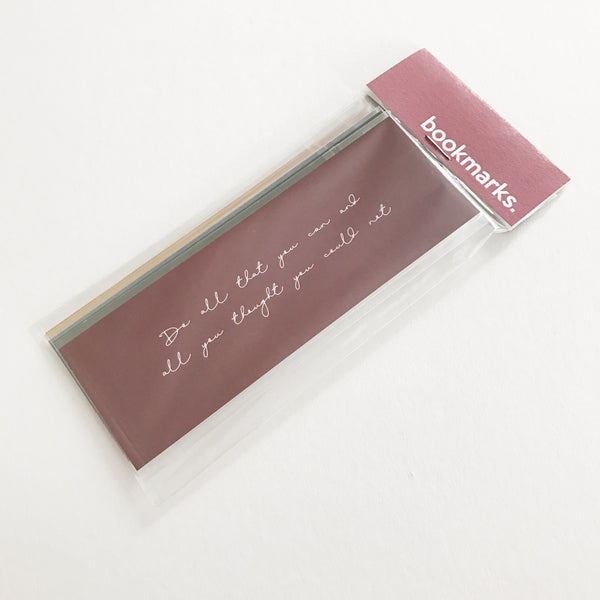 bookmarks.
Do all that you can and
all you thought you could not